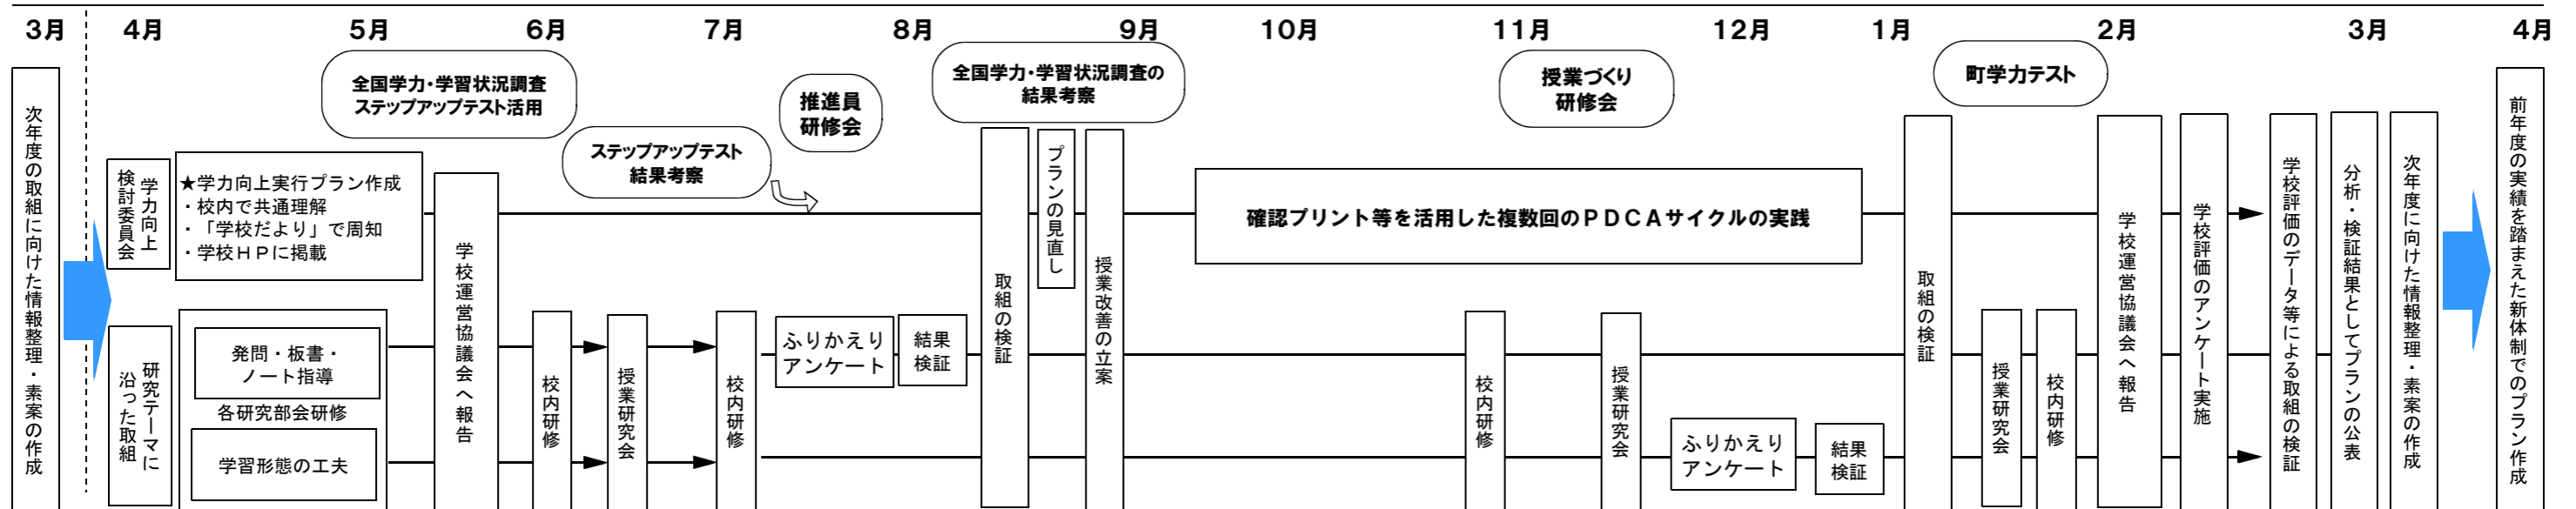 3月
4月
5月
6月
7月
8月
9月
10月
11月
12月
1月
2月
3月
4月
次年度の取組に向けた情報整理・素案の作成
学力向上
検討委員会
★学力向上実行プラン作成
・校内で共通理解
・「学校だより」で周知
・学校ＨＰに掲載
研究テーマに
沿った取組
発問・板書・
ノート指導
各研究部会研修
学習形態の工夫
全国学力・学習状況調査
ステップアップテスト活用
学校運営協議会へ報告
校内研修
ステップアップテスト
結果考察
授業研究会
校内研修
推進員
研修会
ふりかえり
アンケート
結果
検証
全国学力・学習状況調査の
結果考察
取組の検証
プランの見直し
授業改善の立案
確認プリント等を活用した複数回のＰＤＣＡサイクルの実践
校内研修
授業づくり
研修会
授業研究会
ふりかえり
アンケート
結果
検証
取組の検証
町学力テスト
授業研究会
校内研修
学校運営協議会へ報告
学校評価のアンケート実施
学校評価のデータ等による取組の検証
分析・検証結果としてプランの公表
次年度に向けた情報整理・素案の作成
前年度の実績を踏まえた新体制でのプラン作成